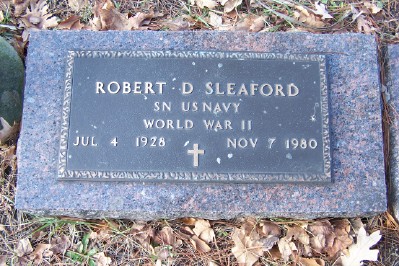 ROBERT D SLEAFORD
SN US NAVY
WORLD WAR II
JUL 4 1928 NOV 7 1980